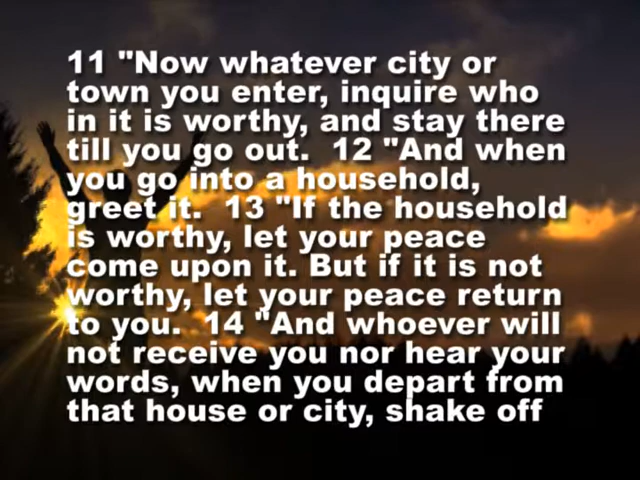 11 "Now whatever city or
town you enter, inquire who
in it is worthy, and stay there
till you go out.  12 "And when
you go into a household,
greet it.  13 "If the household
is worthy, let your peace
come upon it. But if it is not
worthy, let your peace return
to you.  14 "And whoever will
not receive you nor hear your
words, when you depart from
that house or city, shake off